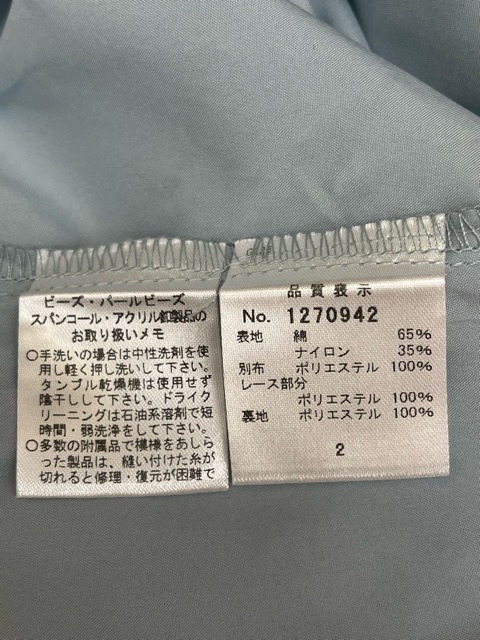 ビーズ・パールビーズ
スパンコール・アクリル釦製品の
お取り扱いメモ
○手洗いの場合は中性洗剤を使
用し軽く押し洗いして下さい。
タンブル乾燥機は使用せず
陰干しして下さい。ドライク
リーニングは石油系溶剤で短
時間・弱洗浄をして下さい。
○多数の附属品で模様をあしら
った製品は、縫い付けた糸が
切れると修理・復元が困難で
品質表示
No. 1270942
表地 綿 65%
ナイロン 35%
別布 ポリエステル 100%
レース部分
ポリエステル 100%
裏地 ポリエステル 100%
2